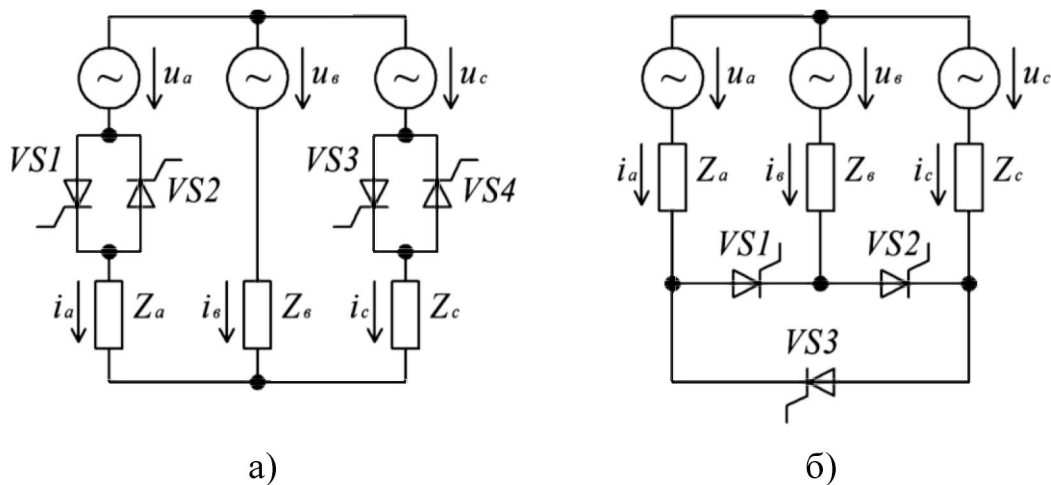 uа uв uс
VS1 VS2 VS3 VS4
iа Zа iв Zв iс Zс
а)
uа uв uс
iа Zа iв Zв iс Zс
VS1 VS2
VS3
б)